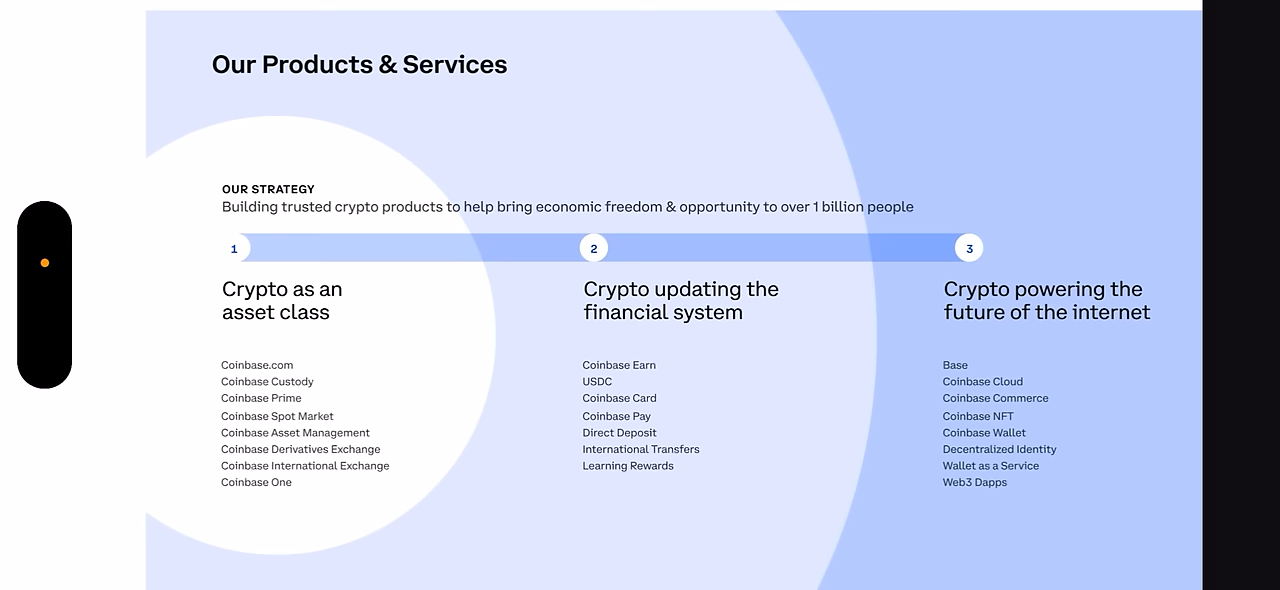 Our Products & Services
OUR STRATEGY
Building trusted crypto products to help bring economic freedom & opportunity to over 1 billion people
1
2
3
Crypto as an
asset class
Coinbase.com
Coinbase Custody
Coinbase Prime
Coinbase Spot Market
Coinbase Asset Management
Coinbase Derivatives Exchange
Coinbase International Exchange
Coinbase One
Crypto updating the
financial system
Coinbase Earn
USDC
Coinbase Card
Coinbase Pay
Direct Deposit
International Transfers
Learning Rewards
Crypto powering the
future of the internet
Base
Coinbase Cloud
Coinbase Commerce
Coinbase NFT
Coinbase Wallet
Decentralized Identity
Wallet as a Service
Web3 Dapps